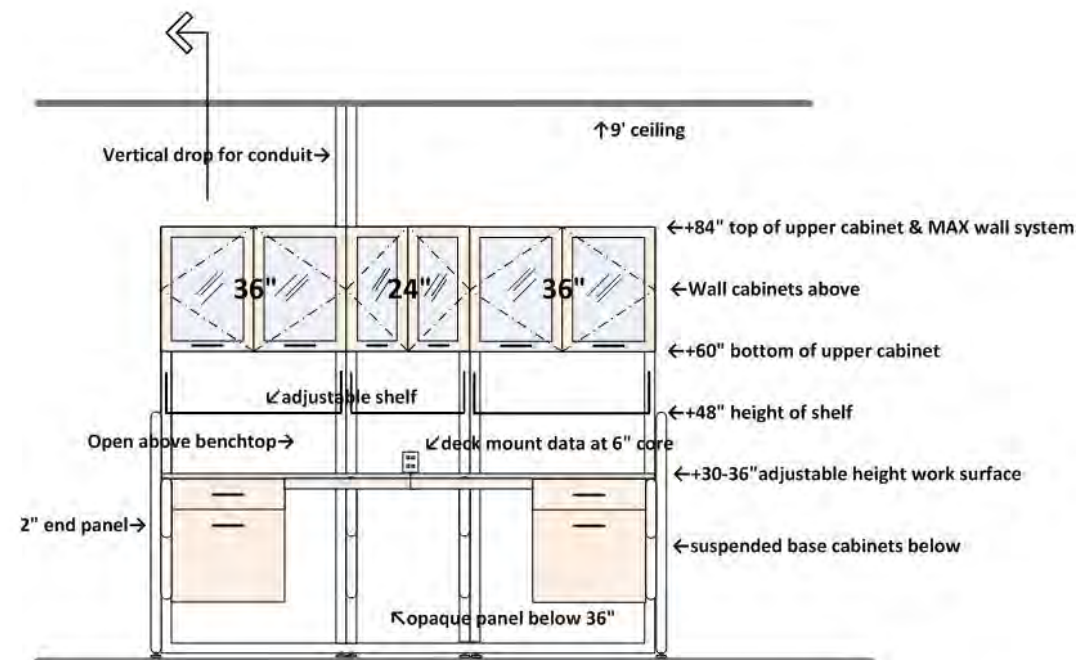 ↑9' ceiling
Vertical drop for conduit→
←+84" top of upper cabinet & MAX wall system
36"
24"
36"
←Wall cabinets above
←+60" bottom of upper cabinet
↙adjustable shelf
←+48" height of shelf
Open above benchtop→
↙deck mount data at 6" core
←+30-36"adjustable height work surface
2" end panel→
←suspended base cabinets below
↖opaque panel below 36"